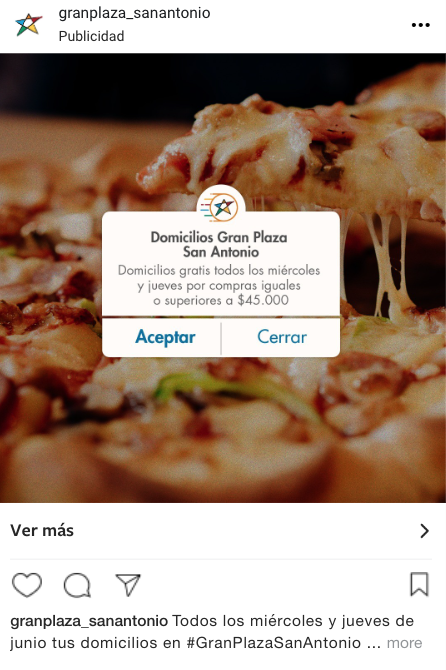 granplaza_sanantonio
Publicidad
Domicilios Gran Plaza
San Antonio
Domicilios gratis todos los miércoles
y jueves por compras iguales
o superiores a $45.000
Aceptar
Cerrar
Ver más
granplaza_sanantonio Todos los miércoles y jueves de
junio tus domicilios en #GranPlazaSanAntonio ... more